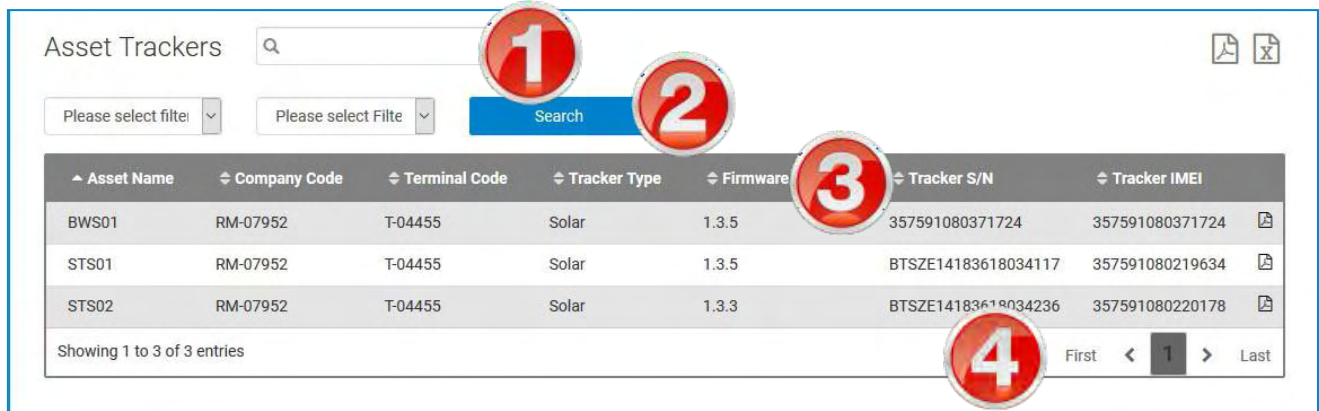 Asset Trackers 1
Please select filter Please select Filte Search 2
Asset Name Company Code Terminal Code Tracker Type Firmware 3 Tracker S/N Tracker IMEI
BWS01 RM-07952 T-04455 Solar 1.3.5 357591080371724 357591080371724
STS01 RM-07952 T-04455 Solar 1.3.5 BTSZE14183618034117 357591080219634
STS02 RM-07952 T-04455 Solar 1.3.3 BTSZE14183618034236 357591080220178
Showing 1 to 3 of 3 entries 4 First < 1 > Last